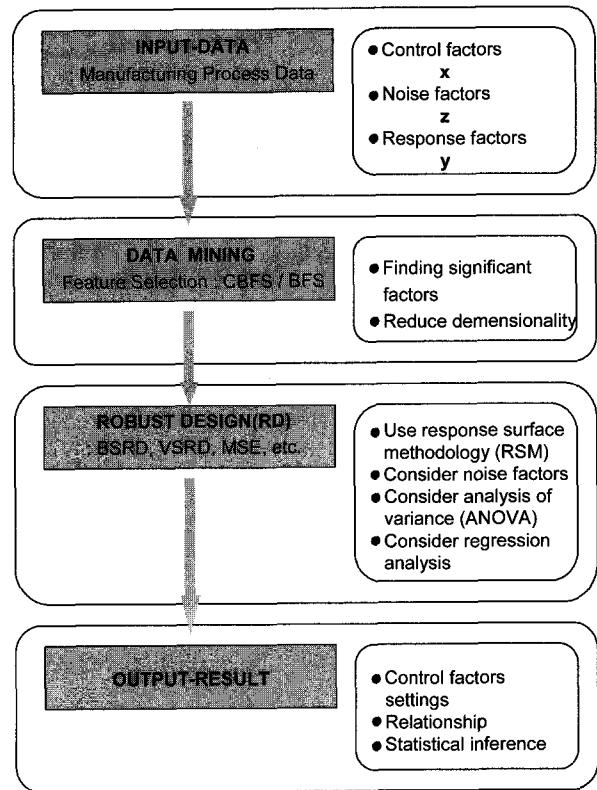 INPUT-DATA
: Manufacturing Process Data
● Control factors
x
● Noise factors
z
● Response factors
y
DATA MINING
Feature Selection : CBFS / BFS
● Finding significant
factors
● Reduce demensionality
ROBUST DESIGN(RD)
: BSRD, VSRD, MSE, etc.
● Use response surface
methodology (RSM)
● Consider noise factors
● Consider analysis of
variance (ANOVA)
● Consider regression
analysis
OUTPUT-RESULT
● Control factors
settings
● Relationship
● Statistical inference